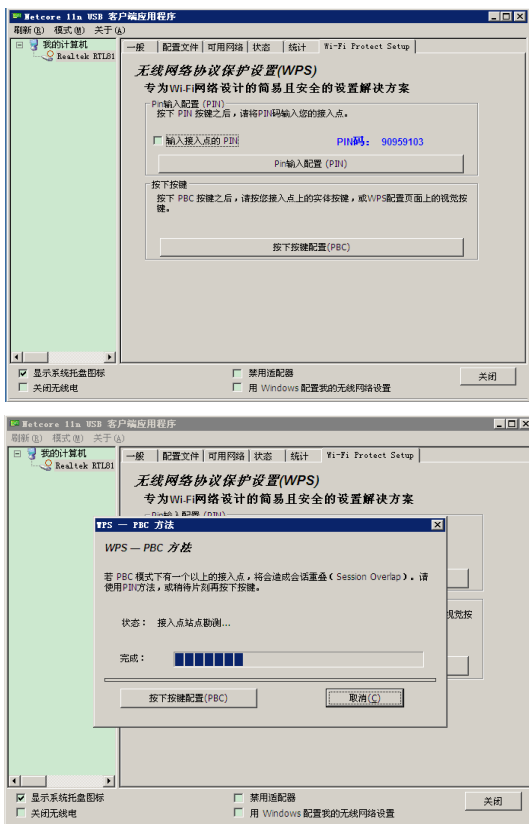 Netcore 11n USB 客户端应用程序
刷新(R) 模式(M) 关于(A)
我的计算机
Realtek RTL81
一般 配置文件 可用网络 状态 统计 Wi-Fi Protect Setup
无线网络协议保护设置(WPS)
专为Wi-Fi网络设计的简易且安全的设置解决方案
Pin输入配置 (PIN)
按下 PIN 按键之后，请将PIN码输入您的接入点。
输入接入点的 PIN
PIN码： 90959103
Pin输入配置 (PIN)
按下按键
按下 PBC 按键之后，请按您接入点上的实体按键，或WPS配置页面上的视觉按
键。
按下按键配置(PBC)
显示系统托盘图标
禁用适配器
关闭无线电
用 Windows 配置我的无线网络设置
关闭
Netcore 11n USB 客户端应用程序
刷新(R) 模式(M) 关于(A)
我的计算机
Realtek RTL81
一般 配置文件 可用网络 状态 统计 Wi-Fi Protect Setup
无线网络协议保护设置(WPS)
专为Wi-Fi网络设计的简易且安全的设置解决方案
WPS — PBC 方法
WPS — PBC 方法
若 PBC 模式下有一个以上的接入点，将会造成会话重叠( Session Overlap )。请
使用PIN方法，或稍待片刻再按下按键。
视觉按
状态： 接入点站点勘测...
完成：
按下按键配置(PBC)
取消(C)
显示系统托盘图标
禁用适配器
关闭无线电
用 Windows 配置我的无线网络设置
关闭